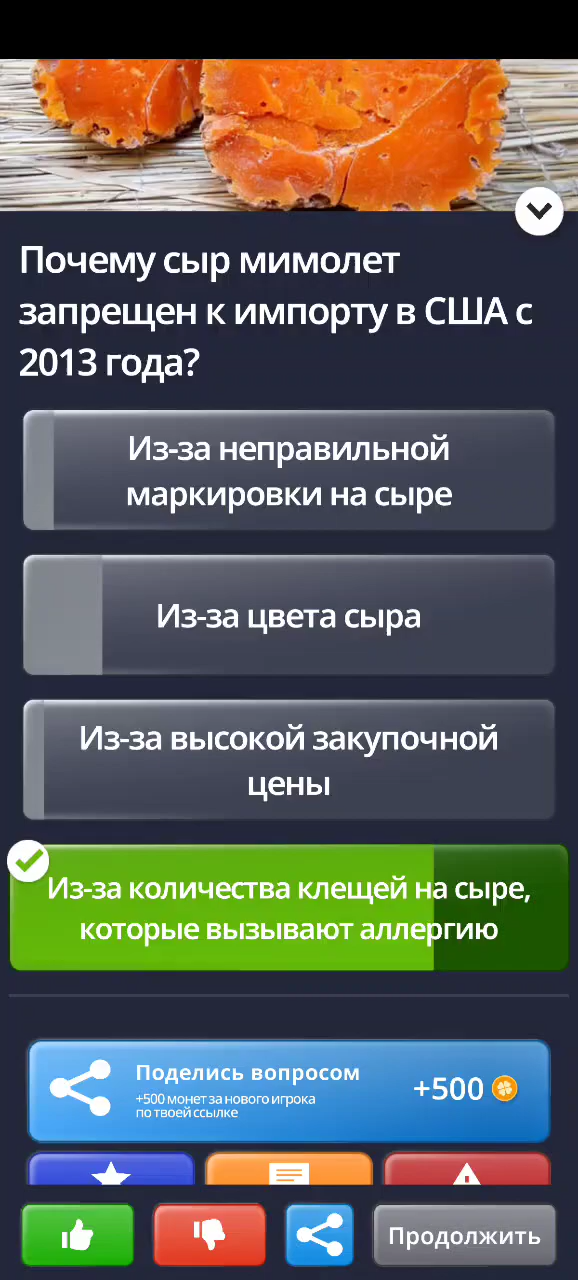 Почему сыр мимолет
запрещен к импорту в США с
2013 года?
Из-за неправильной
маркировки на сыре
Из-за цвета сыра
Из-за высокой закупочной
цены
Из-за количества клещей на сыре,
которые вызывают аллергию
Поделись вопросом
+500 монет за нового игрока
по твоей ссылке
+500
Продолжить